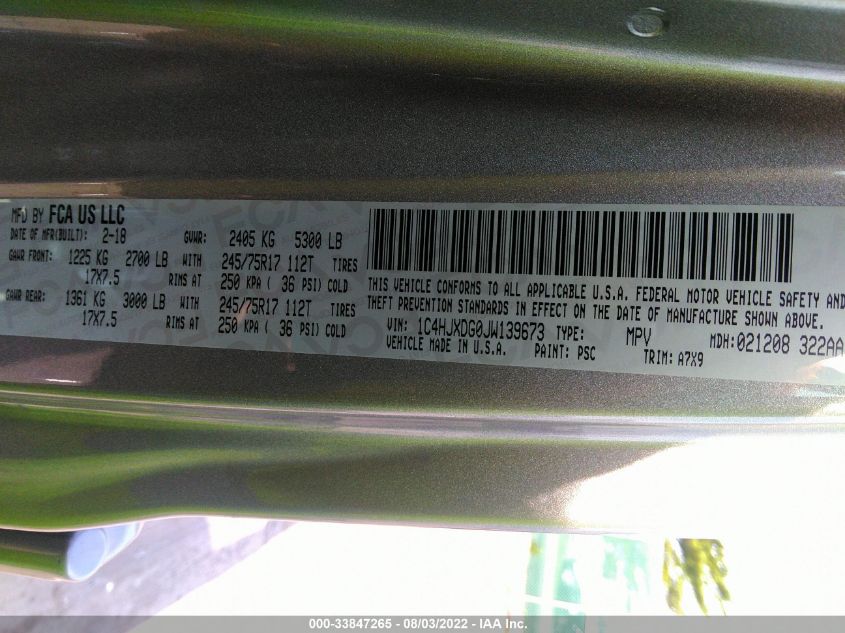 MFD BY FCA US LLC
DATE OF MFR(BUILT): 2-18 GVWR: 2405 KG 5300 LB
GAWR FRONT: 1225 KG 2700 LB WITH 245/75R17 112T TIRES
17X7.5 RIMS AT 250 KPA ( 36 PSI) COLD
GAWR REAR: 1361 KG 3000 LB WITH 245/75R17 112T TIRES
17X7.5 RIMS AT 250 KPA ( 36 PSI) COLD
THIS VEHICLE CONFORMS TO ALL APPLICABLE U.S.A. FEDERAL MOTOR VEHICLE SAFETY AND
THEFT PREVENTION STANDARDS IN EFFECT ON THE DATE OF MANUFACTURE SHOWN ABOVE.
VIN: 1C4HJXDG0JW139673 TYPE: MPV MDH: 021208 322AA
VEHICLE MADE IN U.S.A. PAINT: PSC TRIM: A7X9
000-33847265 - 08/03/2022 - IAA Inc.